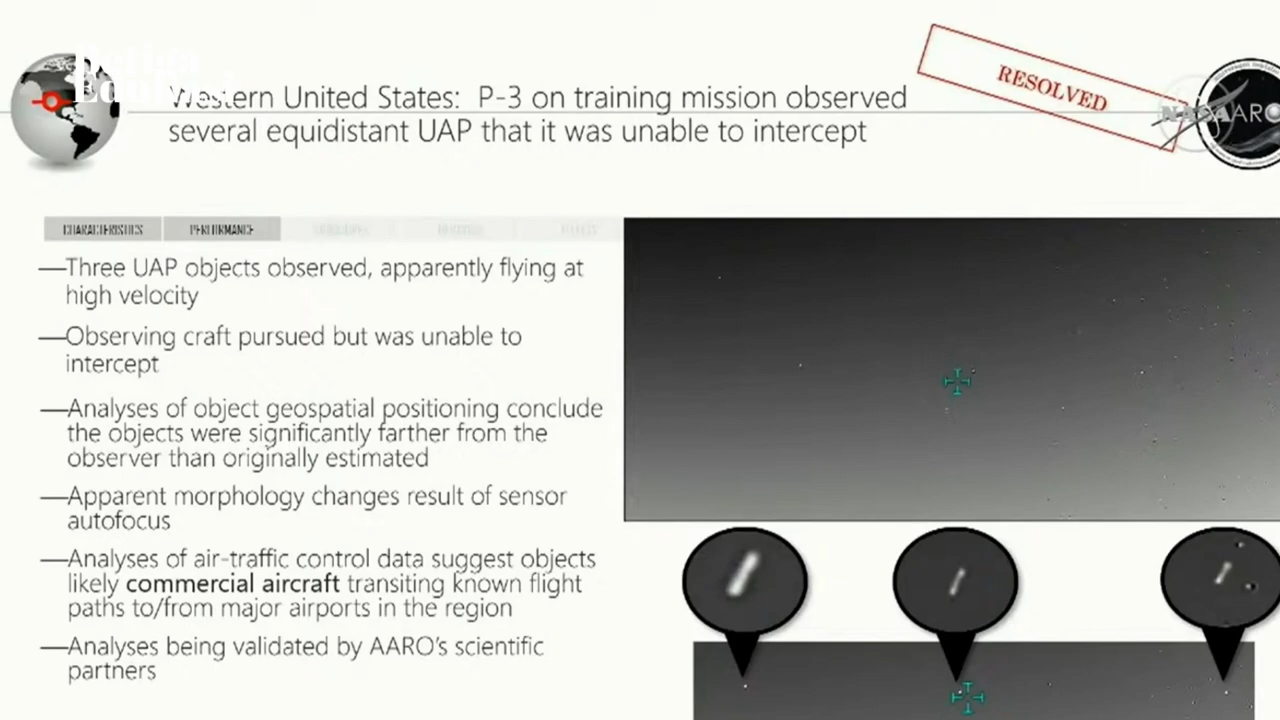 Western United States: P-3 on training mission observed
several equidistant UAP that it was unable to intercept
RESOLVED
NASA
CHARACTERISTICS PERFORMANCE
—Three UAP objects observed, apparently flying at
high velocity
—Observing craft pursued but was unable to
intercept
—Analyses of object geospatial positioning conclude
the objects were significantly farther from the
observer than originally estimated
—Apparent morphology changes result of sensor
autofocus
—Analyses of air-traffic control data suggest objects
likely commercial aircraft transiting known flight
paths to/from major airports in the region
—Analyses being validated by AARO's scientific
partners